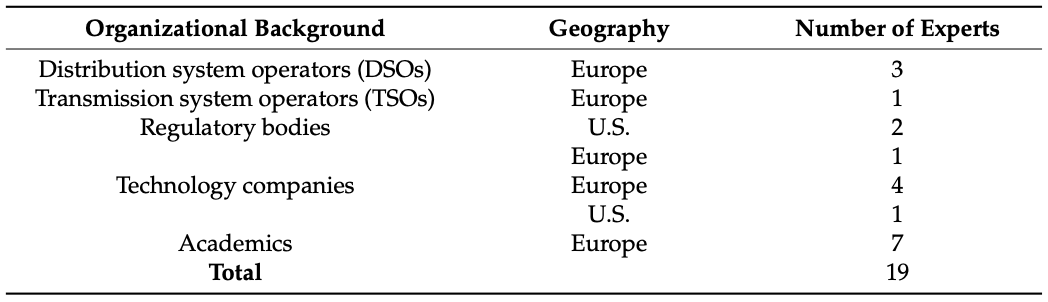 Organizational Background Geography Number of Experts
Distribution system operators (DSOs) Europe 3
Transmission system operators (TSOs) Europe 1
Regulatory bodies U.S. 2
Europe 1
Technology companies Europe 4
U.S. 1
Academics Europe 7
Total 19